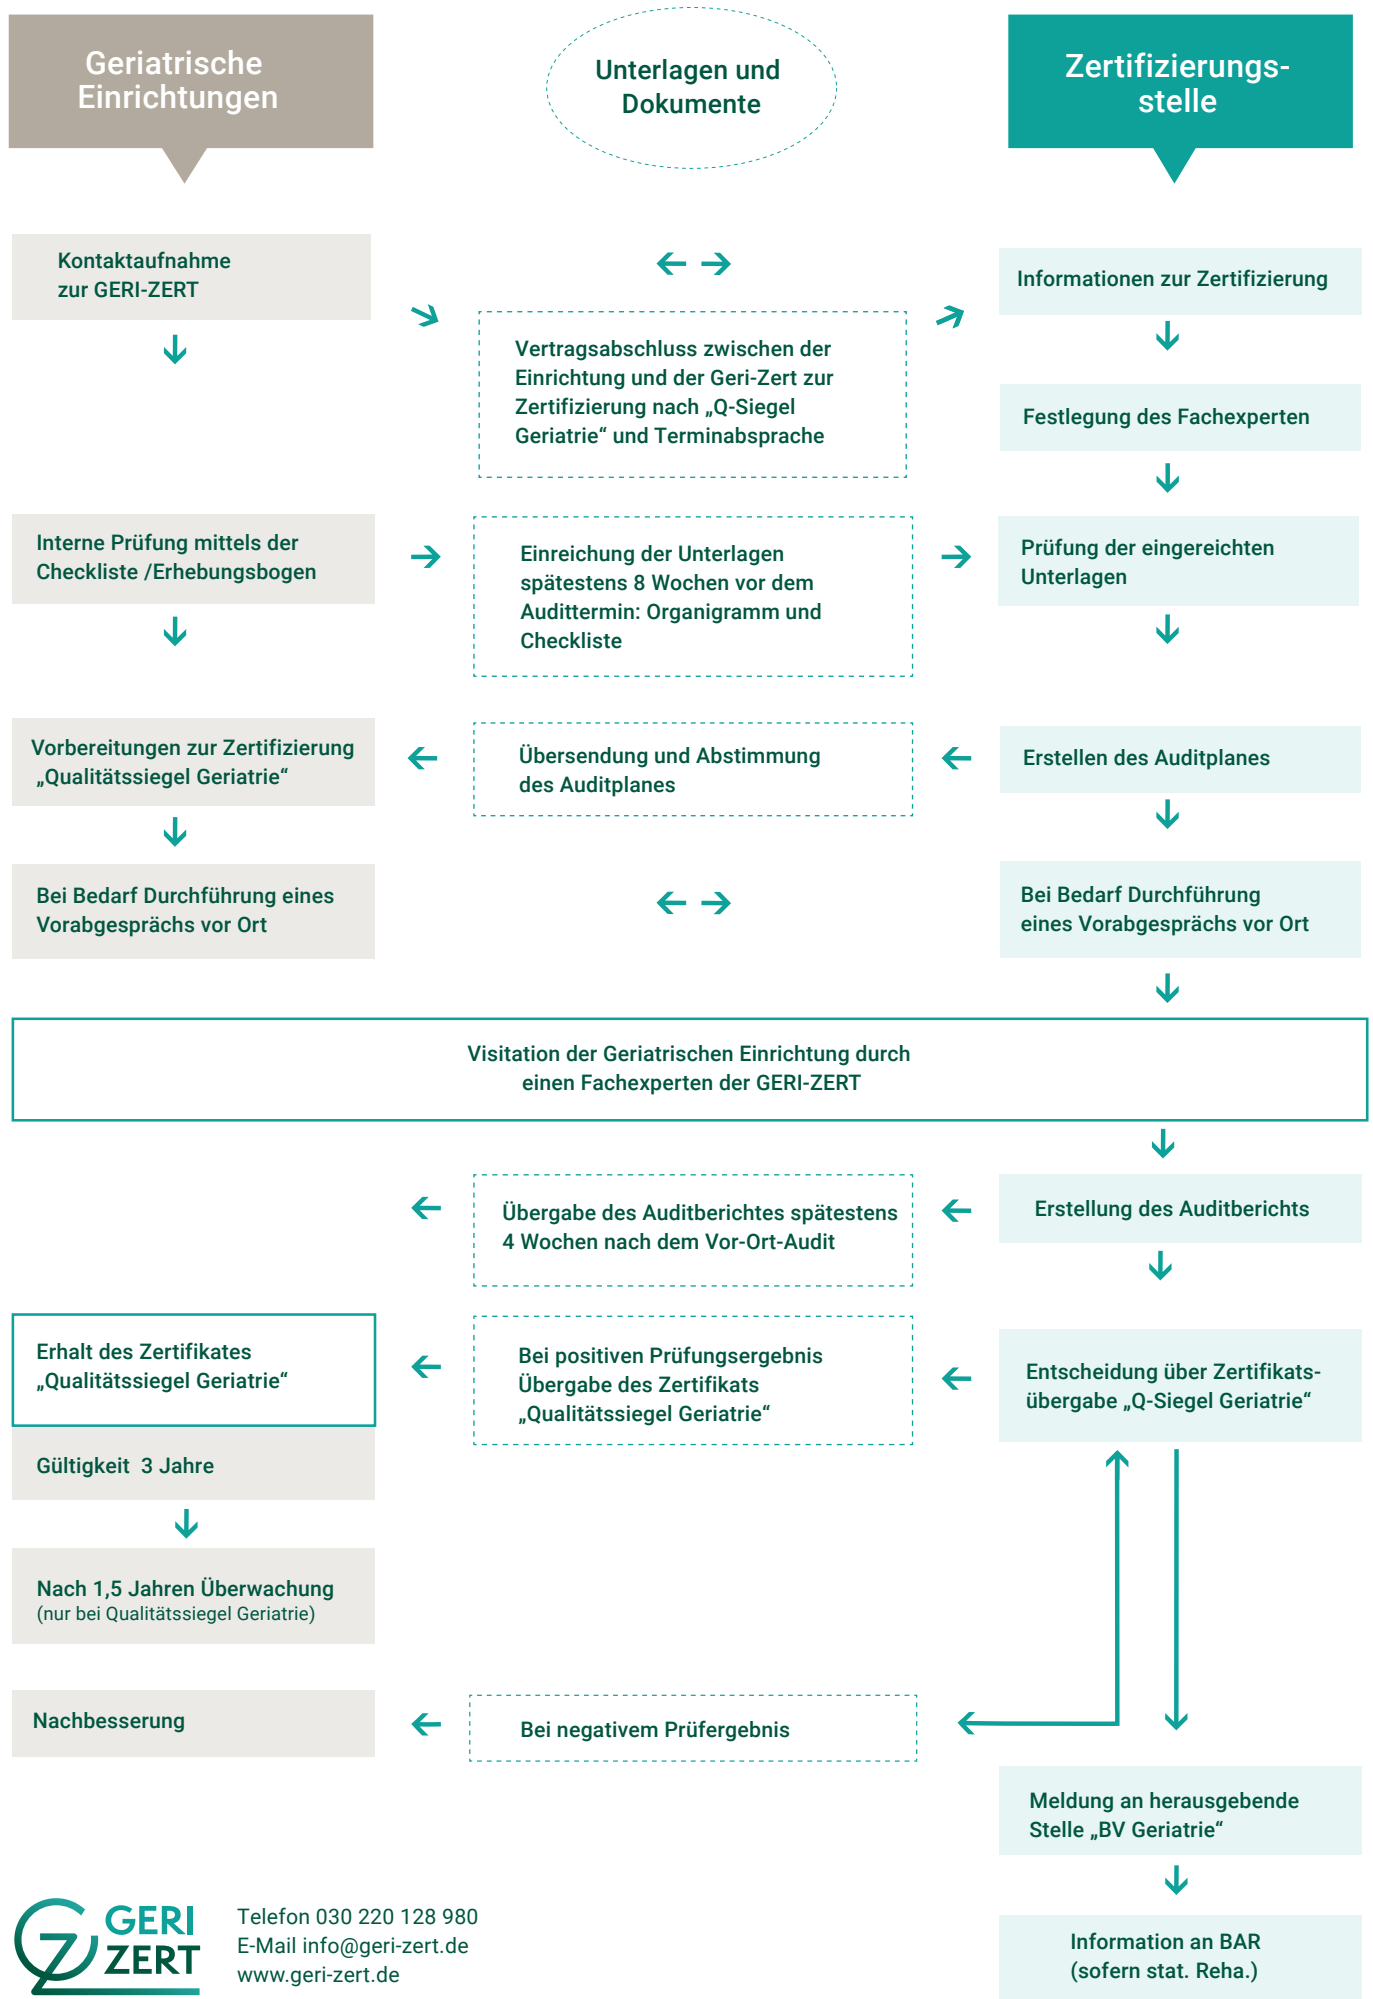 Geriatrische
Einrichtungen
Unterlagen und
Dokumente
Zertifizierungs-
stelle
Kontaktaufnahme
zur GERI-ZERT
Informationen zur Zertifizierung
Vertragsabschluss zwischen der
Einrichtung und der Geri-Zert zur
Zertifizierung nach „Q-Siegel
Geriatrie“ und Terminabsprache
Festlegung des Fachexperten
Interne Prüfung mittels der
Checkliste /Erhebungsbogen
Einreichung der Unterlagen
spätestens 8 Wochen vor dem
Audittermin: Organigramm und
Checkliste
Prüfung der eingereichten
Unterlagen
Vorbereitungen zur Zertifizierung
„Qualitätssiegel Geriatrie“
Übersendung und Abstimmung
des Auditplanes
Erstellen des Auditplanes
Bei Bedarf Durchführung eines
Vorabgesprächs vor Ort
Bei Bedarf Durchführung
eines Vorabgesprächs vor Ort
Visitation der Geriatrischen Einrichtung durch
einen Fachexperten der GERI-ZERT
Übergabe des Auditberichtes spätestens
4 Wochen nach dem Vor-Ort-Audit
Erstellung des Auditberichts
Erhalt des Zertifikates
„Qualitätssiegel Geriatrie“
Bei positiven Prüfungsergebnis
Übergabe des Zertifikats
„Qualitätssiegel Geriatrie“
Entscheidung über Zertifikats-
übergabe „Q-Siegel Geriatrie“
Gültigkeit 3 Jahre
Nach 1,5 Jahren Überwachung
(nur bei Qualitätssiegel Geriatrie)
Nachbesserung
Bei negativem Prüfergebnis
Meldung an herausgebende
Stelle „BV Geriatrie“
Information an BAR
(sofern stat. Reha.)
GERI
ZERT
Telefon 030 220 128 980
E-Mail info@geri-zert.de
www.geri-zert.de